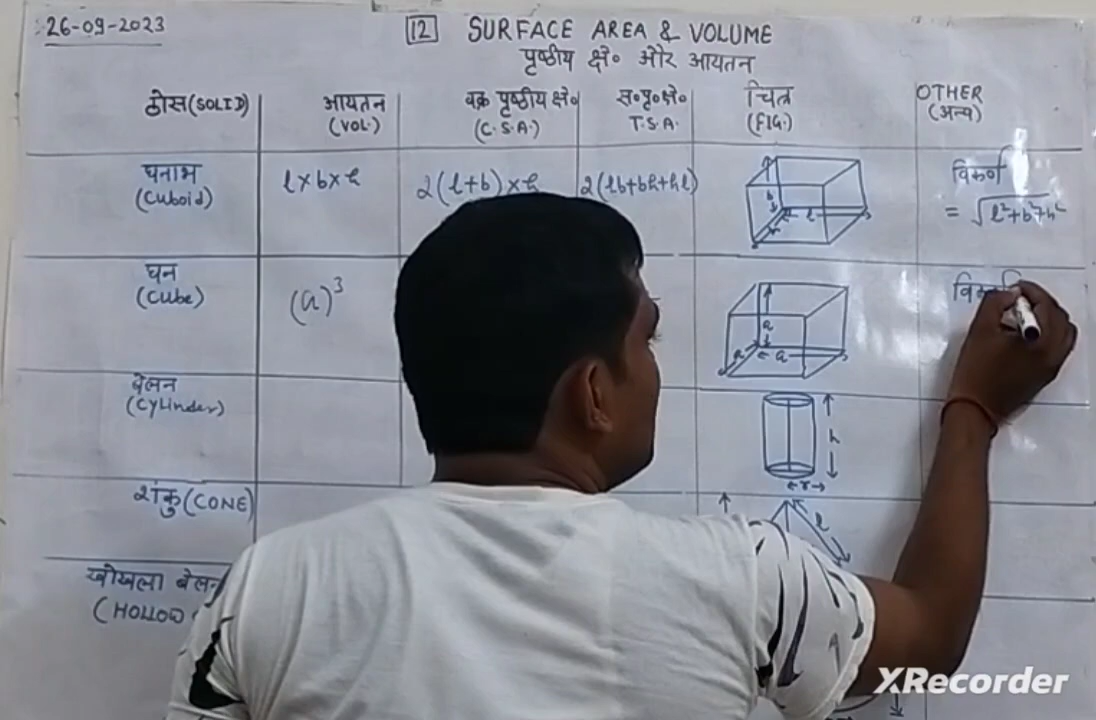 26-09-2023
12 SURFACE AREA & VOLUME
पृष्ठीय क्षे० और आयतन
ठोस(SOLID) आयतन वक्र पृष्ठीय क्षे० स०पृ०क्षे० चित्र OTHER
(VOL.) (C.S.A.) T.S.A. (FIG.) (अन्य)
घनाभ l×b×h 2(l+b)×h 2(lb+bh+hl) विकर्ण
(Cuboid) = √l²+b²+h²
घन (a)³
(Cube)
a
a a
बेलन
(Cylinder)
h
r
शंकु(CONE)
l
खोखला बेलन
(HOLLOW
XRecorder